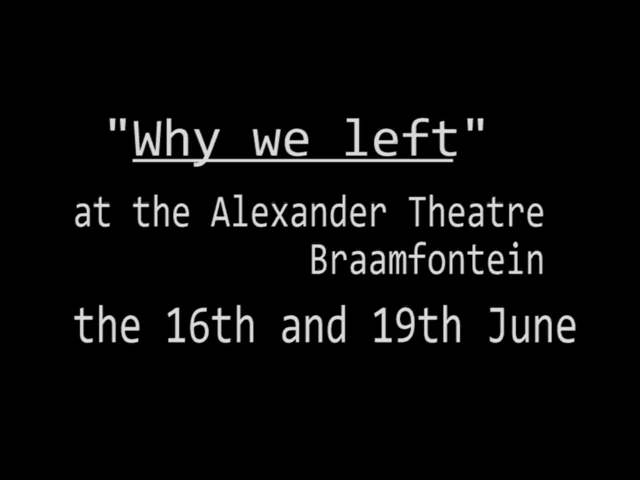 "Why we left"
at the Alexander Theatre
Braamfontein
the 16th and 19th June